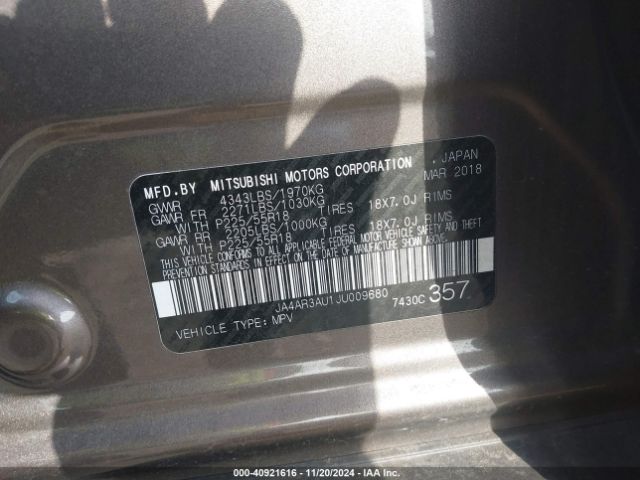 MFD.BY MITSUBISHI MOTORS CORPORATION , JAPAN
GVWR 4343LBS/1970KG MAR 2018
GAWR FR 2271LBS/1030KG
WITH P225/55R18 TIRES 18X7.0J RIMS
GAWR RR 2205LBS/1000KG
WITH P225/55R18 TIRES 18X7.0J RIMS
THIS VEHICLE CONFORMS TO ALL APPLICABLE FEDERAL MOTOR VEHICLE SAFETY AND THEFT
PREVENTION STANDARDS IN EFFECT ON THE DATE OF MANUFACTURE SHOWN ABOVE.
JA4AR3AU1JU009680
7430C 357
VEHICLE TYPE: MPV
000-40921616 - 11/20/2024 - IAA Inc.